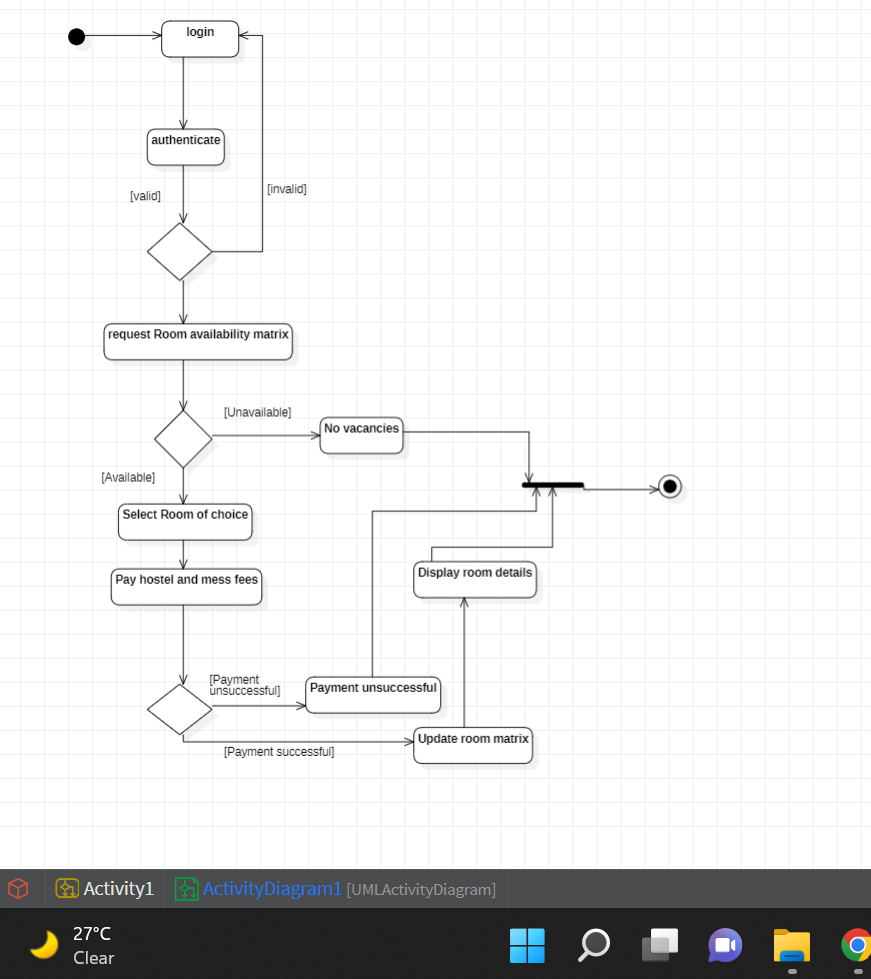 login
authenticate
[valid]
[invalid]
request Room availability matrix
[Unavailable]
No vacancies
[Available]
Select Room of choice
Pay hostel and mess fees
Display room details
[Payment
unsuccessful]
Payment unsuccessful
Update room matrix
[Payment successful]
Activity1
ActivityDiagram1 [UMLActivityDiagram]
27°C
Clear